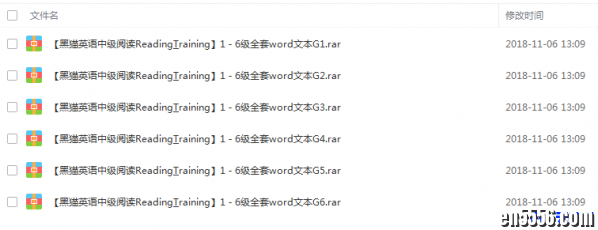 文件名 修改时间
【黑猫英语中级阅读ReadingTraining】1 - 6级全套word文本G1.rar 2018-11-06 13:09
【黑猫英语中级阅读ReadingTraining】1 - 6级全套word文本G2.rar 2018-11-06 13:09
【黑猫英语中级阅读ReadingTraining】1 - 6级全套word文本G3.rar 2018-11-06 13:09
【黑猫英语中级阅读ReadingTraining】1 - 6级全套word文本G4.rar 2018-11-06 13:09
【黑猫英语中级阅读ReadingTraining】1 - 6级全套word文本G5.rar 2018-11-06 13:09
【黑猫英语中级阅读ReadingTraining】1 - 6级全套word文本G6.rar 2018-11-06 13:09
en5556.com